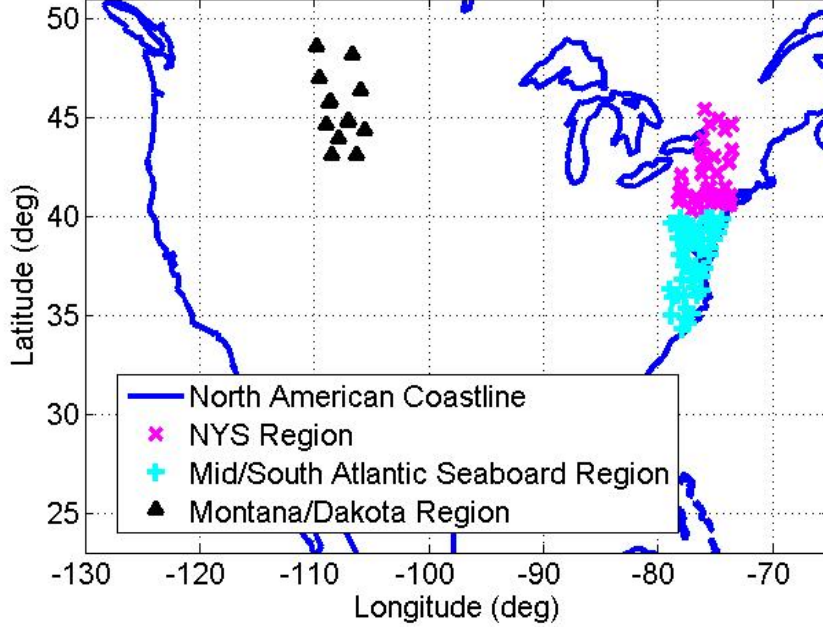 50
45
40
35
30
25
Latitude (deg)
North American Coastline
NYS Region
Mid/South Atlantic Seaboard Region
Montana/Dakota Region
-130 -120 -110 -100 -90 -80 -70
Longitude (deg)